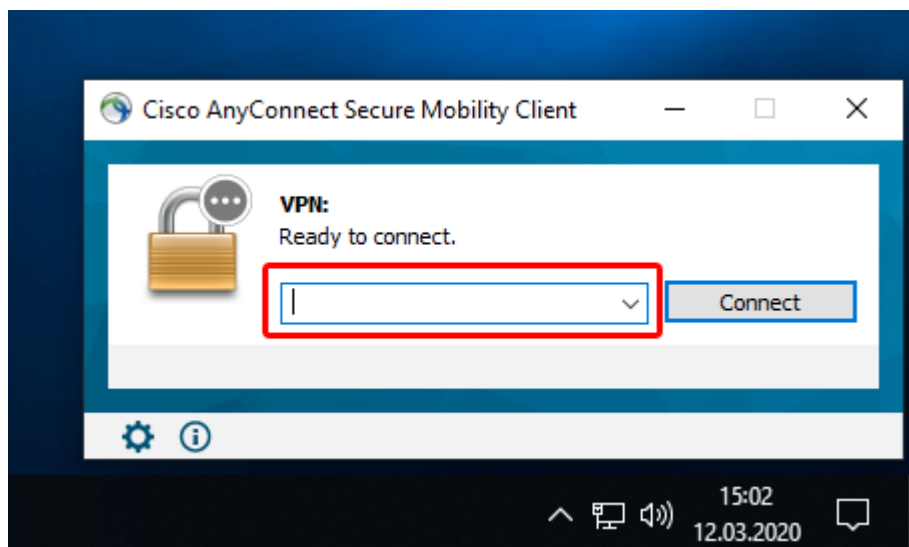 Cisco AnyConnect Secure Mobility Client
VPN:
Ready to connect.
Connect
15:02
12.03.2020